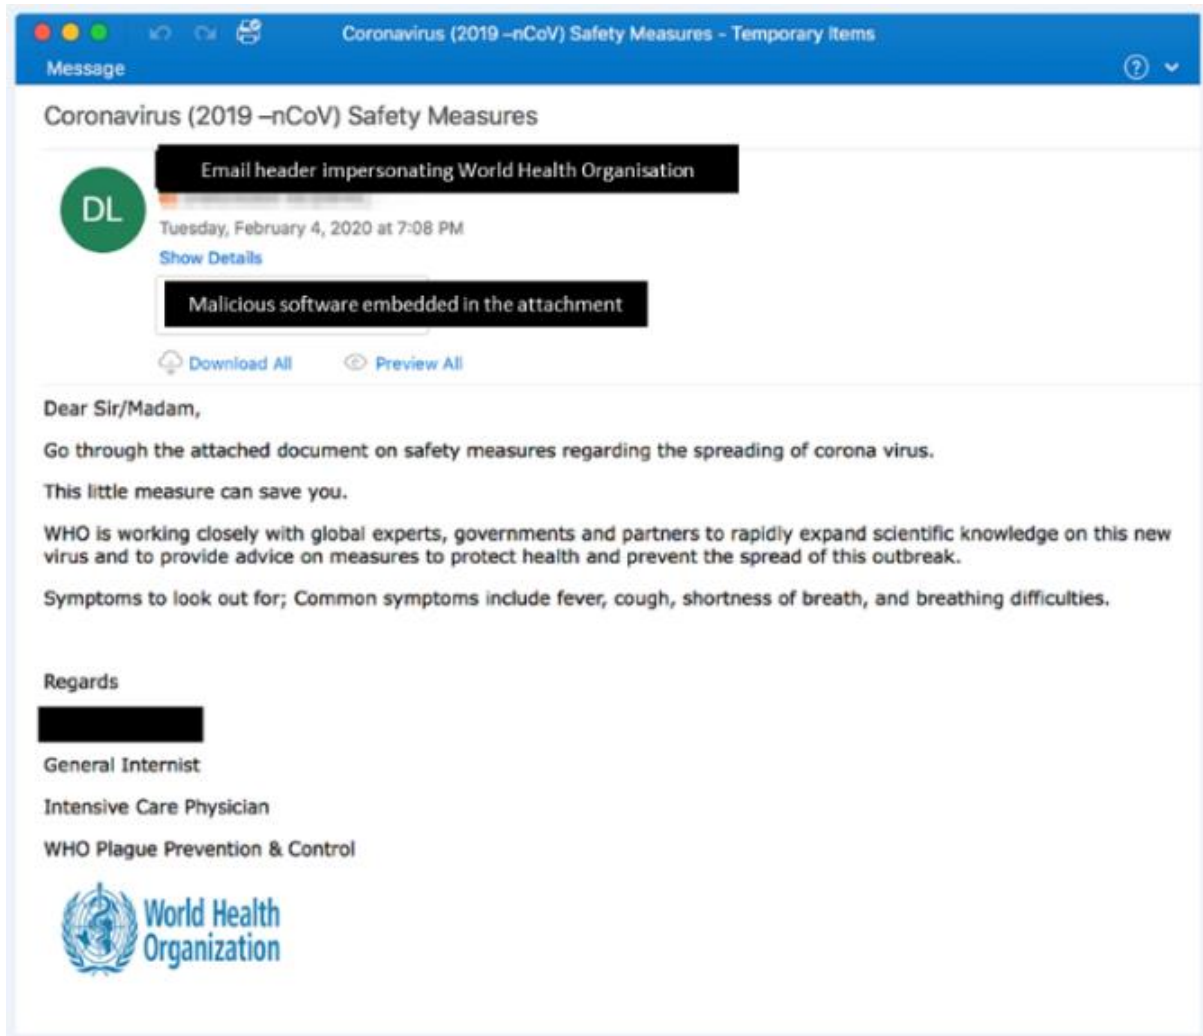 Coronavirus (2019 –nCoV) Safety Measures - Temporary Items
Message
Coronavirus (2019 –nCoV) Safety Measures
Email header impersonating World Health Organisation
DL
Tuesday, February 4, 2020 at 7:08 PM
Show Details
Malicious software embedded in the attachment
Download All Preview All
Dear Sir/Madam,
Go through the attached document on safety measures regarding the spreading of corona virus.
This little measure can save you.
WHO is working closely with global experts, governments and partners to rapidly expand scientific knowledge on this new
virus and to provide advice on measures to protect health and prevent the spread of this outbreak.
Symptoms to look out for; Common symptoms include fever, cough, shortness of breath, and breathing difficulties.
Regards
General Internist
Intensive Care Physician
WHO Plague Prevention & Control
World Health
Organization